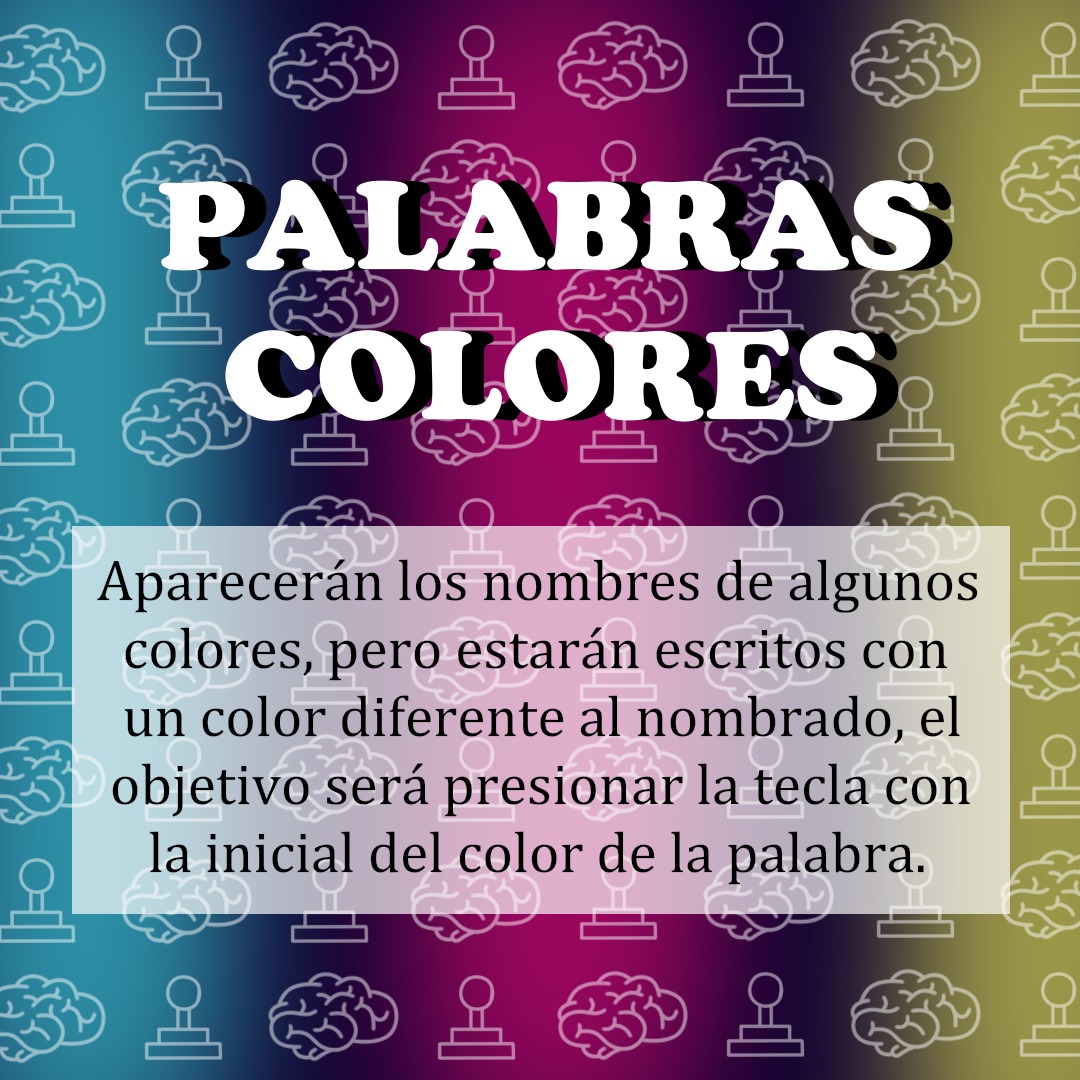 PALABRAS
COLORES
Aparecerán los nombres de algunos
colores, pero estarán escritos con
un color diferente al nombrado, el
objetivo será presionar la tecla con
la inicial del color de la palabra.